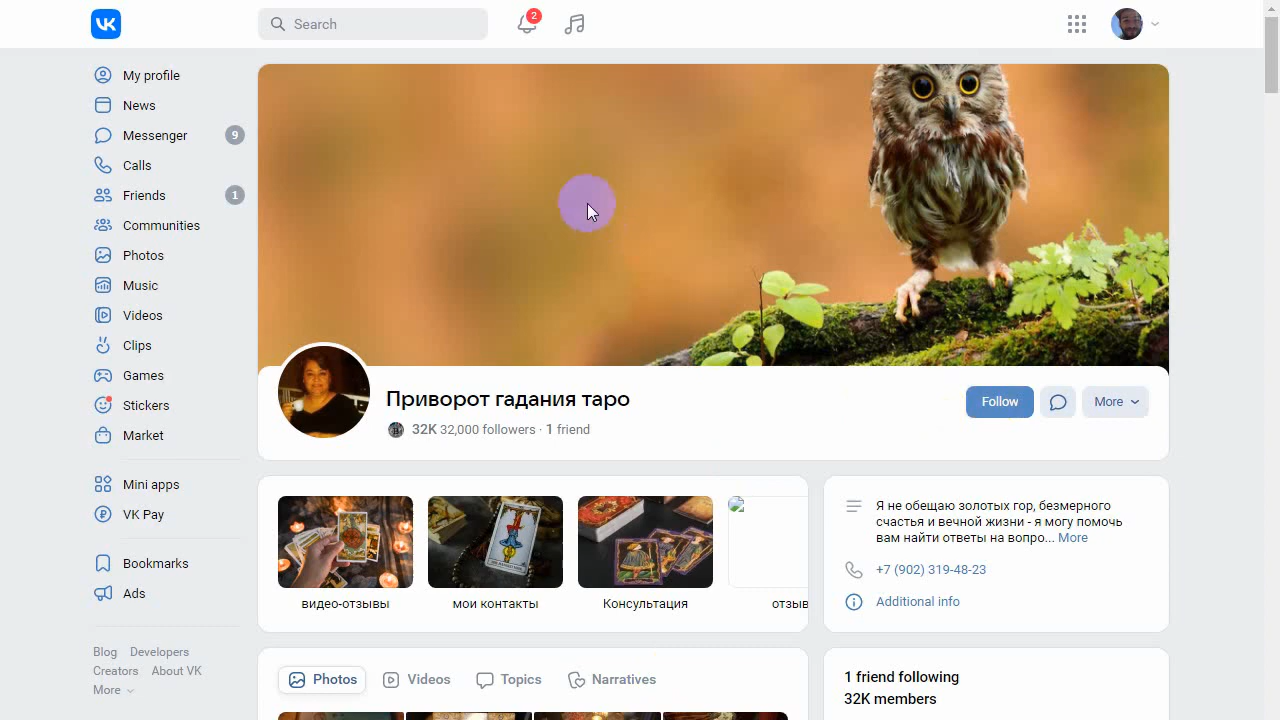 Search
2
My profile
News
Messenger
9
Calls
Friends
1
Communities
Photos
Music
Videos
Clips
Games
Stickers
Market
Mini apps
VK Pay
Bookmarks
Ads
Blog Developers
Creators About VK
More
Приворот гадания таро
32K 32,000 followers · 1 friend
Follow
More
видео-отзывы
мои контакты
Консультация
отзыв
Я не обещаю золотых гор, безмерного
счастья и вечной жизни - я могу помочь
вам найти ответы на вопро... More
+7 (902) 319-48-23
Additional info
Photos
Videos
Topics
Narratives
1 friend following
32K members